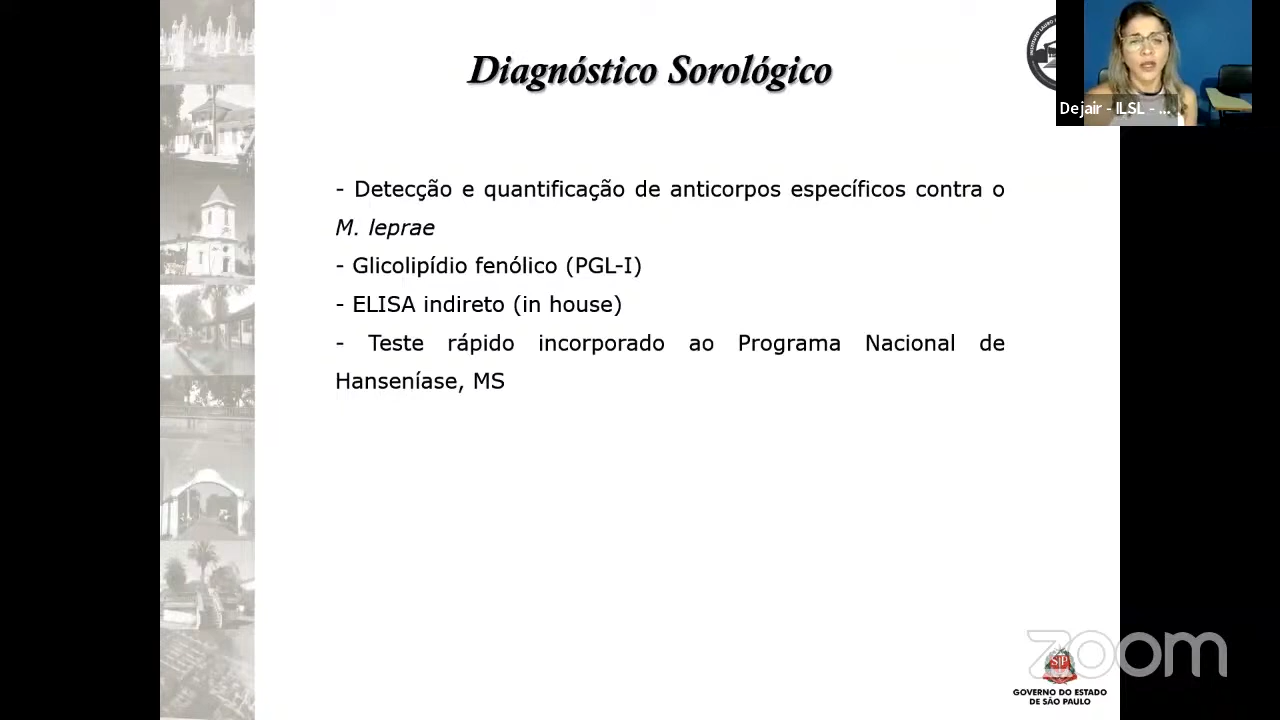 Diagnóstico Sorológico
Dejair - ILSL - ...
- Detecção e quantificação de anticorpos específicos contra o
M. leprae
- Glicolipídio fenólico (PGL-I)
- ELISA indireto (in house)
- Teste rápido incorporado ao Programa Nacional de
Hanseníase, MS
zoom
SP
GOVERNO DO ESTADO
DE SÃO PAULO